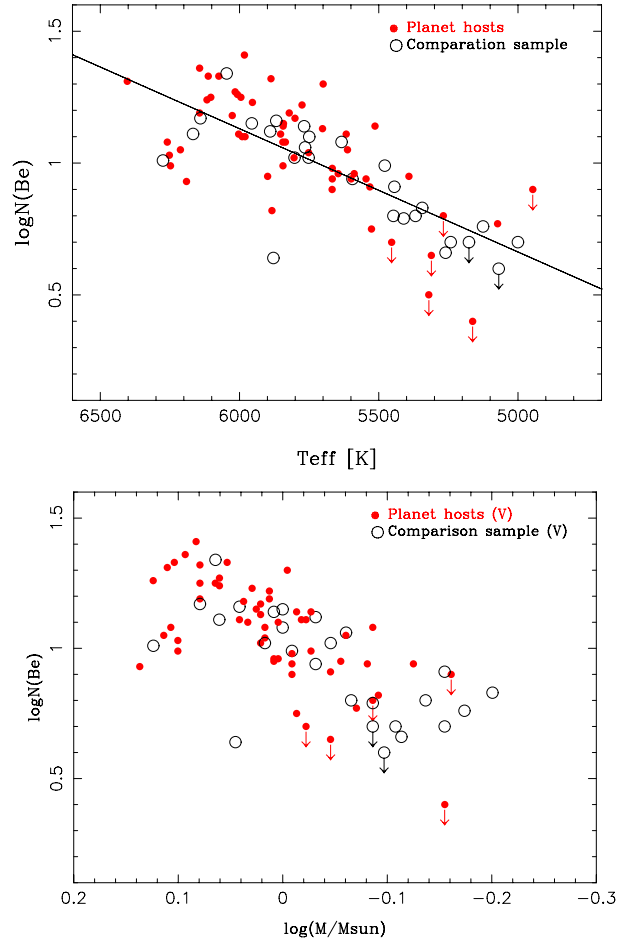 Planet hosts
Comparation sample
1.5
1
0.5
logN(Be)
6500 6000 5500 5000
Teff [K]
Planet hosts (V)
Comparison sample (V)
1.5
1
0.5
logN(Be)
0.2 0.1 0 −0.1 −0.2 −0.3
log(M/Msun)